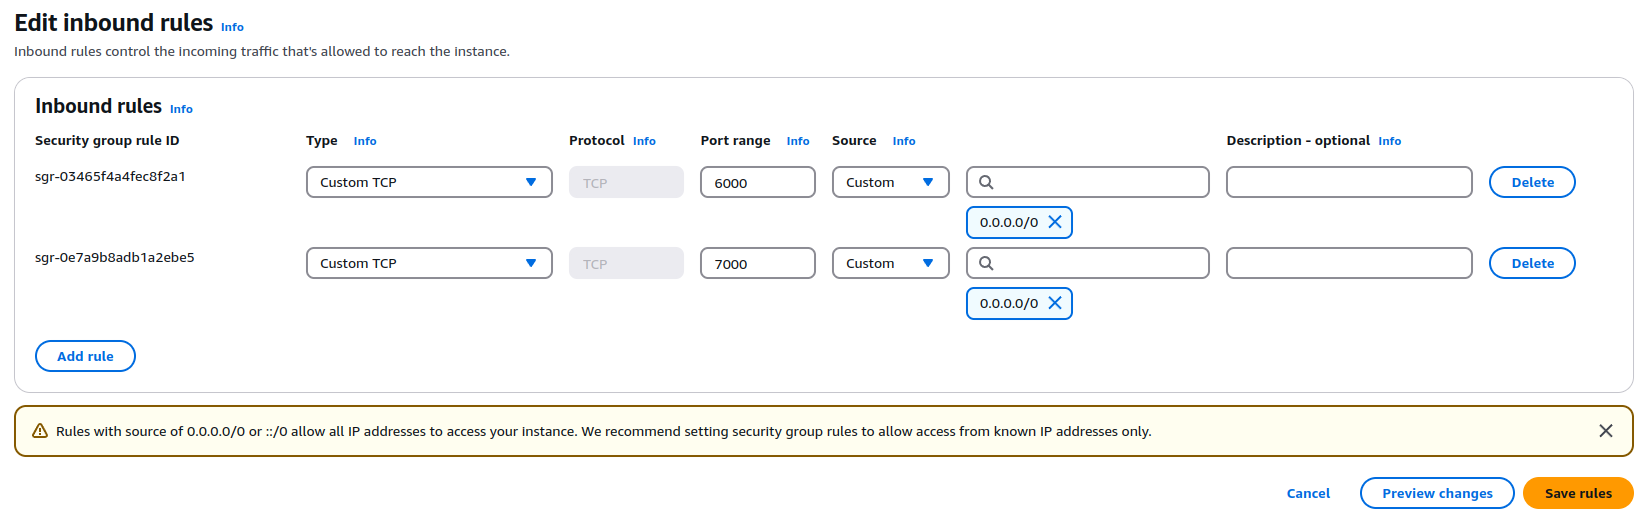 Edit inbound rules Info
Inbound rules control the incoming traffic that's allowed to reach the instance.
Inbound rules Info
Security group rule ID Type Info Protocol Info Port range Info Source Info Description - optional Info
sgr-03465f4a4fec8f2a1 Custom TCP TCP 6000 Custom Delete
0.0.0.0/0
sgr-0e7a9b8adb1a2ebe5 Custom TCP TCP 7000 Custom Delete
0.0.0.0/0
Add rule
Rules with source of 0.0.0.0/0 or ::/0 allow all IP addresses to access your instance. We recommend setting security group rules to allow access from known IP addresses only.
Cancel Preview changes Save rules